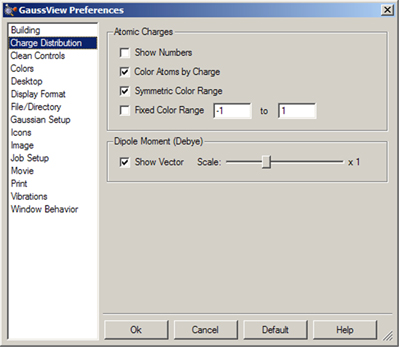 GaussView Preferences
Building
Charge Distribution
Clean Controls
Colors
Desktop
Display Format
File/Directory
Gaussian Setup
Icons
Image
Job Setup
Movie
Print
Vibrations
Window Behavior
Atomic Charges
Show Numbers
Color Atoms by Charge
Symmetric Color Range
Fixed Color Range -1 to 1
Dipole Moment (Debye)
Show Vector Scale: x 1
Ok Cancel Default Help